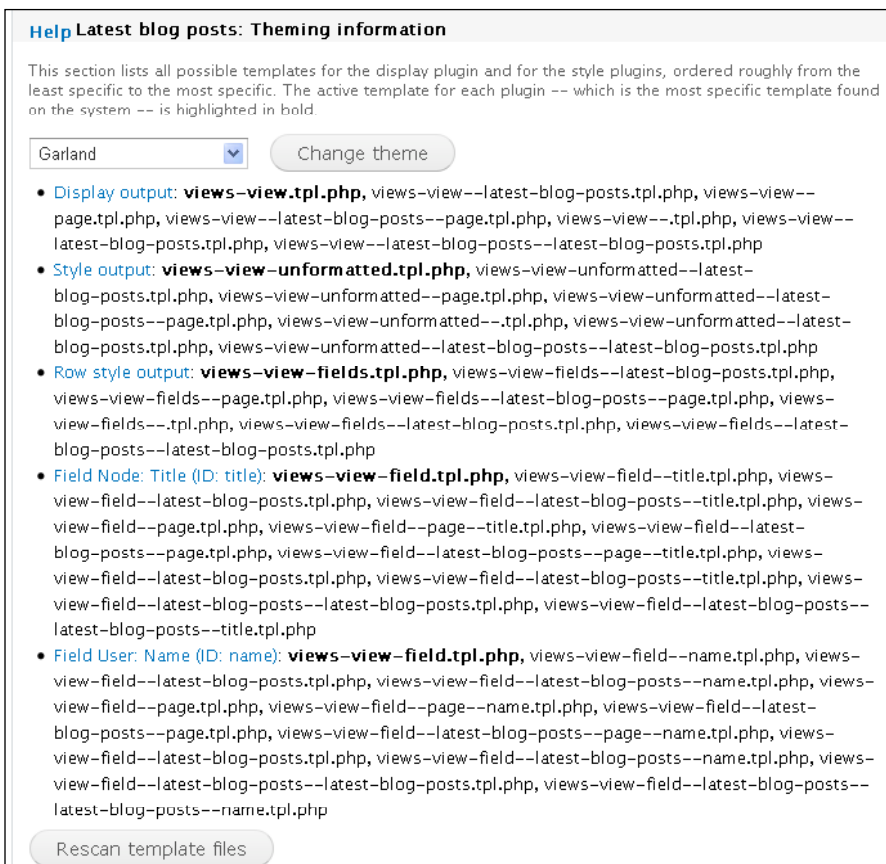 Help Latest blog posts: Theming information
This section lists all possible templates for the display plugin and for the style plugins, ordered roughly from the
least specific to the most specific. The active template for each plugin -- which is the most specific template found
on the system -- is highlighted in bold.
Garland Change theme
• Display output: views-view.tpl.php, views-view--latest-blog-posts.tpl.php, views-view--
page.tpl.php, views-view--latest-blog-posts--page.tpl.php, views-view--.tpl.php, views-view--
latest-blog-posts.tpl.php, views-view--latest-blog-posts--latest-blog-posts.tpl.php
• Style output: views-view-unformatted.tpl.php, views-view-unformatted--latest-
blog-posts.tpl.php, views-view-unformatted--page.tpl.php, views-view-unformatted--latest-
blog-posts--page.tpl.php, views-view-unformatted--.tpl.php, views-view-unformatted--latest-
blog-posts.tpl.php, views-view-unformatted--latest-blog-posts--latest-blog-posts.tpl.php
• Row style output: views-view-fields.tpl.php, views-view-fields--latest-blog-posts.tpl.php,
views-view-fields--page.tpl.php, views-view-fields--latest-blog-posts--page.tpl.php, views-
view-fields--.tpl.php, views-view-fields--latest-blog-posts.tpl.php, views-view-fields--latest-
blog-posts--latest-blog-posts.tpl.php
• Field Node: Title (ID: title): views-view-field.tpl.php, views-view-field--title.tpl.php, views-
view-field--latest-blog-posts.tpl.php, views-view-field--latest-blog-posts--title.tpl.php, views-
view-field--page.tpl.php, views-view-field--page--title.tpl.php, views-view-field--latest-
blog-posts--page.tpl.php, views-view-field--latest-blog-posts--page--title.tpl.php, views-
view-field--latest-blog-posts.tpl.php, views-view-field--latest-blog-posts--title.tpl.php, views-
view-field--latest-blog-posts--latest-blog-posts.tpl.php, views-view-field--latest-blog-posts--
latest-blog-posts--title.tpl.php
• Field User: Name (ID: name): views-view-field.tpl.php, views-view-field--name.tpl.php, views-
view-field--latest-blog-posts.tpl.php, views-view-field--latest-blog-posts--name.tpl.php, views-
view-field--page.tpl.php, views-view-field--page--name.tpl.php, views-view-field--latest-
blog-posts--page.tpl.php, views-view-field--latest-blog-posts--page--name.tpl.php, views-
view-field--latest-blog-posts.tpl.php, views-view-field--latest-blog-posts--name.tpl.php, views-
view-field--latest-blog-posts--latest-blog-posts.tpl.php, views-view-field--latest-blog-posts--
latest-blog-posts--name.tpl.php
Rescan template files